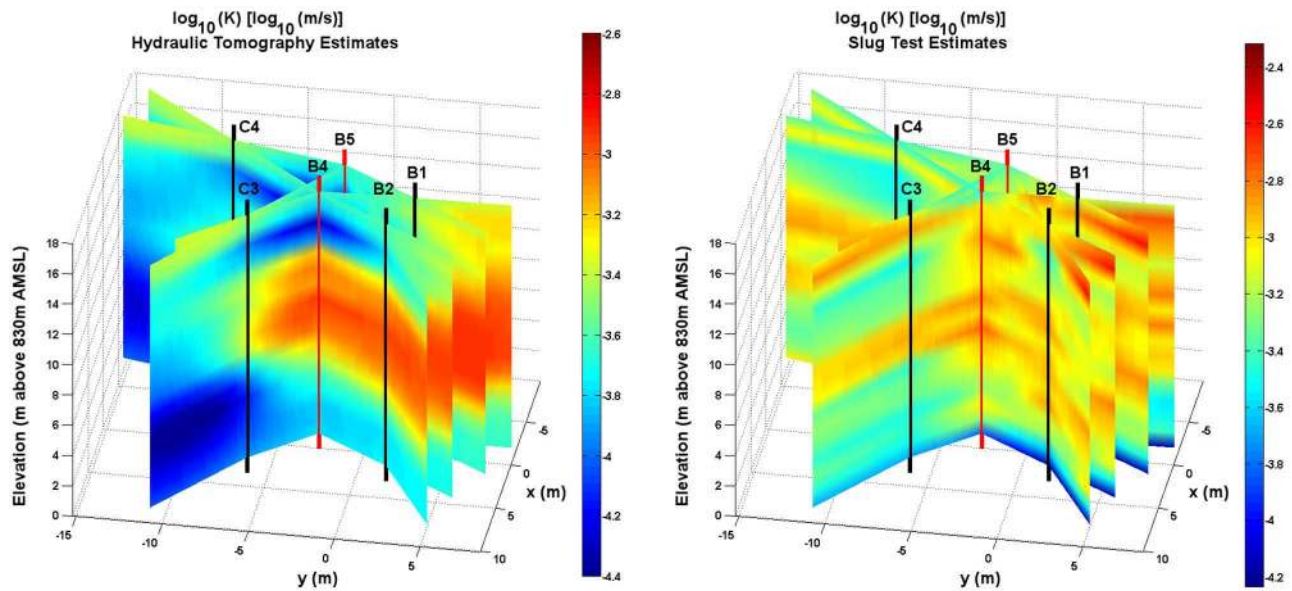 log10(K) [log10(m/s)]
Hydraulic Tomography Estimates
-2.6
-2.8
-3
-3.2
-3.4
-3.6
-3.8
-4
-4.2
-4.4
C4
B5
B4
C3
B2
B1
Elevation (m above 830m AMSL)
18
16
14
12
10
8
6
4
2
0
-15
-10
-5
0
5
10
y (m)
-5
0
5
x (m)
log10(K) [log10(m/s)]
Slug Test Estimates
-2.4
-2.6
-2.8
-3
-3.2
-3.4
-3.6
-3.8
-4
-4.2
C4
B5
B4
C3
B2
B1
Elevation (m above 830m AMSL)
18
16
14
12
10
8
6
4
2
0
-15
-10
-5
0
5
10
y (m)
-5
0
5
x (m)